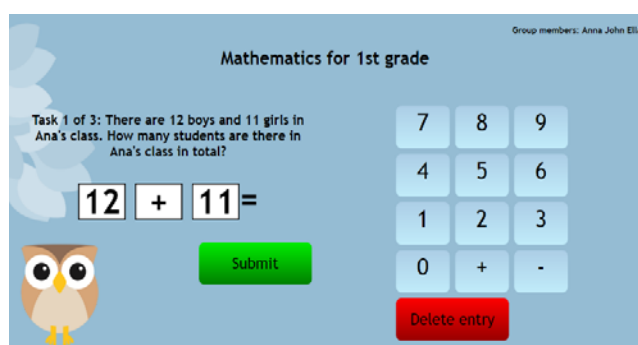 Group members: Anna John
Mathematics for 1st grade
Task 1 of 3: There are 12 boys and 11 girls in
Ana's class. How many students are there in
Ana's class in total?
12 + 11 =
Submit
7 8 9
4 5 6
1 2 3
0 + -
Delete entry